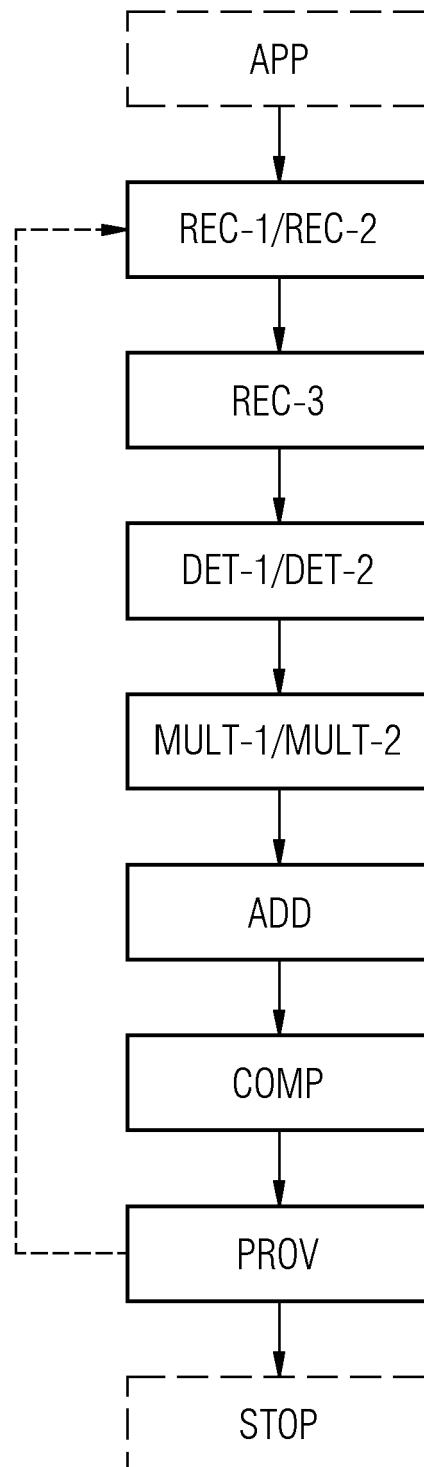 APP
REC-1/REC-2
REC-3
DET-1/DET-2
MULT-1/MULT-2
ADD
COMP
PROV
STOP